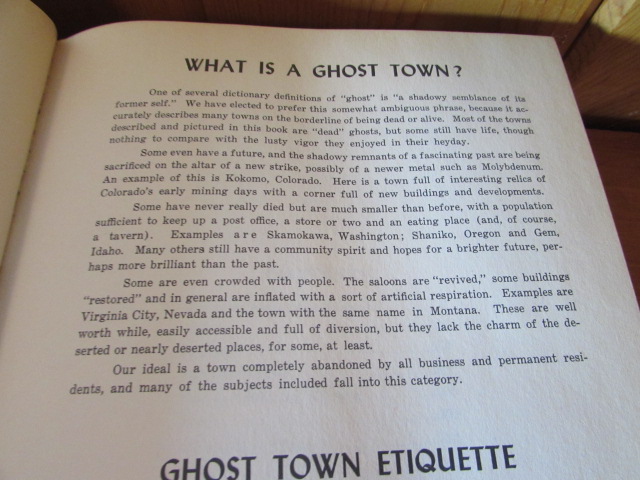 WHAT IS A GHOST TOWN?
One of several dictionary definitions of "ghost" is "a shadowy semblance of its
former self." We have elected to prefer this somewhat ambiguous phrase, because it ac-
curately describes many towns on the borderline of being dead or alive. Most of the towns
described and pictured in this book are "dead" ghosts, but some still have life, though
nothing to compare with the lusty vigor they enjoyed in their heyday.
Some even have a future, and the shadowy remnants of a fascinating past are being
sacrificed on the altar of a new strike, possibly of a newer metal such as Molybdenum.
An example of this is Kokomo, Colorado. Here is a town full of interesting relics of
Colorado's early mining days with a corner full of new buildings and developments.
Some have never really died but are much smaller than before, with a population
sufficient to keep up a post office, a store or two and an eating place (and, of course,
a tavern). Examples are Skamokawa, Washington; Shaniko, Oregon and Gem,
Idaho. Many others still have a community spirit and hopes for a brighter future, per-
haps more brilliant than the past.
Some are even crowded with people. The saloons are "revived," some buildings
"restored" and in general are inflated with a sort of artificial respiration. Examples are
Virginia City, Nevada and the town with the same name in Montana. These are well
worth while, easily accessible and full of diversion, but they lack the charm of the de-
serted or nearly deserted places, for some, at least.
Our ideal is a town completely abandoned by all business and permanent resi-
dents, and many of the subjects included fall into this category.
GHOST TOWN ETIQUETTE